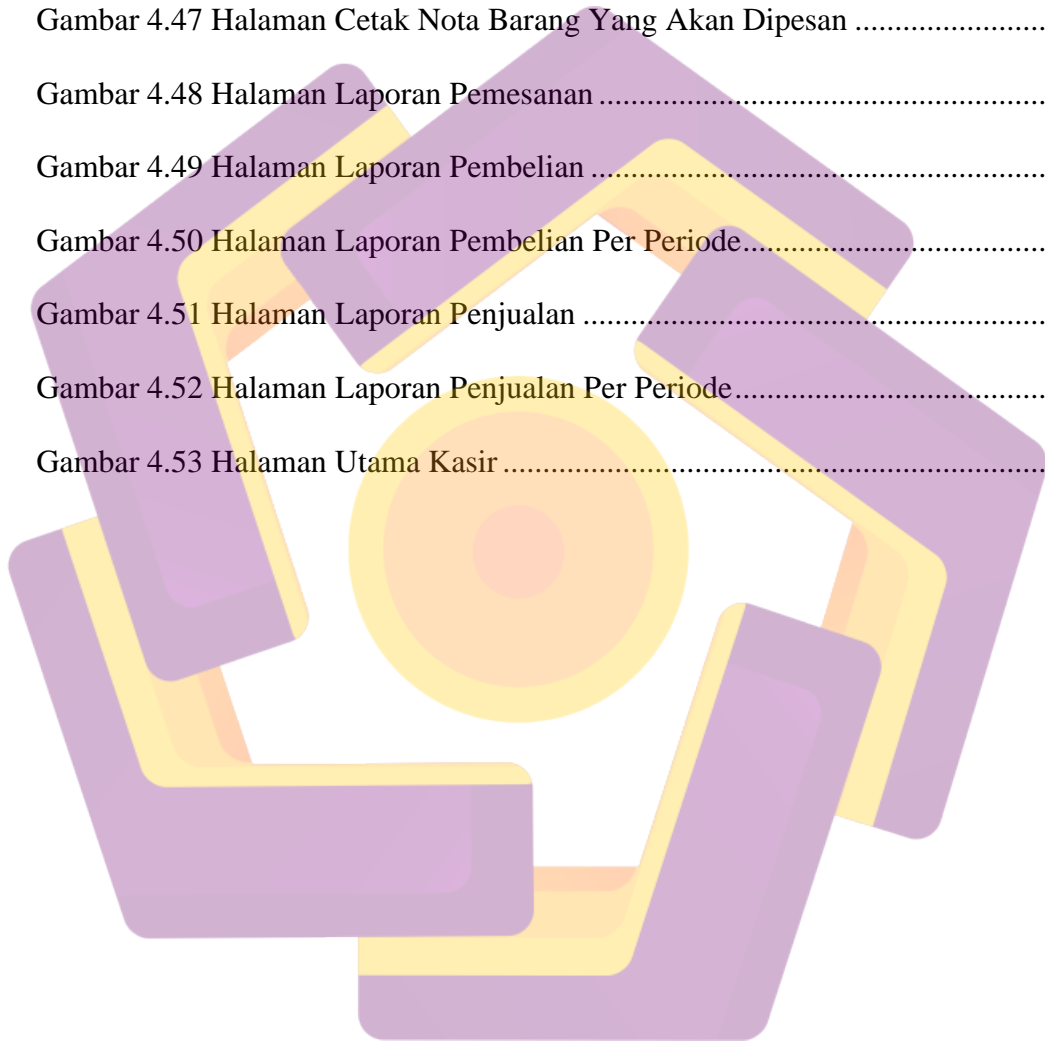 Gambar 4.47 Halaman Cetak Nota Barang Yang Akan Dipesan .......................
Gambar 4.48 Halaman Laporan Pemesanan ......................................................
Gambar 4.49 Halaman Laporan Pembelian .......................................................
Gambar 4.50 Halaman Laporan Pembelian Per Periode.....................................
Gambar 4.51 Halaman Laporan Penjualan ........................................................
Gambar 4.52 Halaman Laporan Penjualan Per Periode......................................
Gambar 4.53 Halaman Utama Kasir ...................................................................